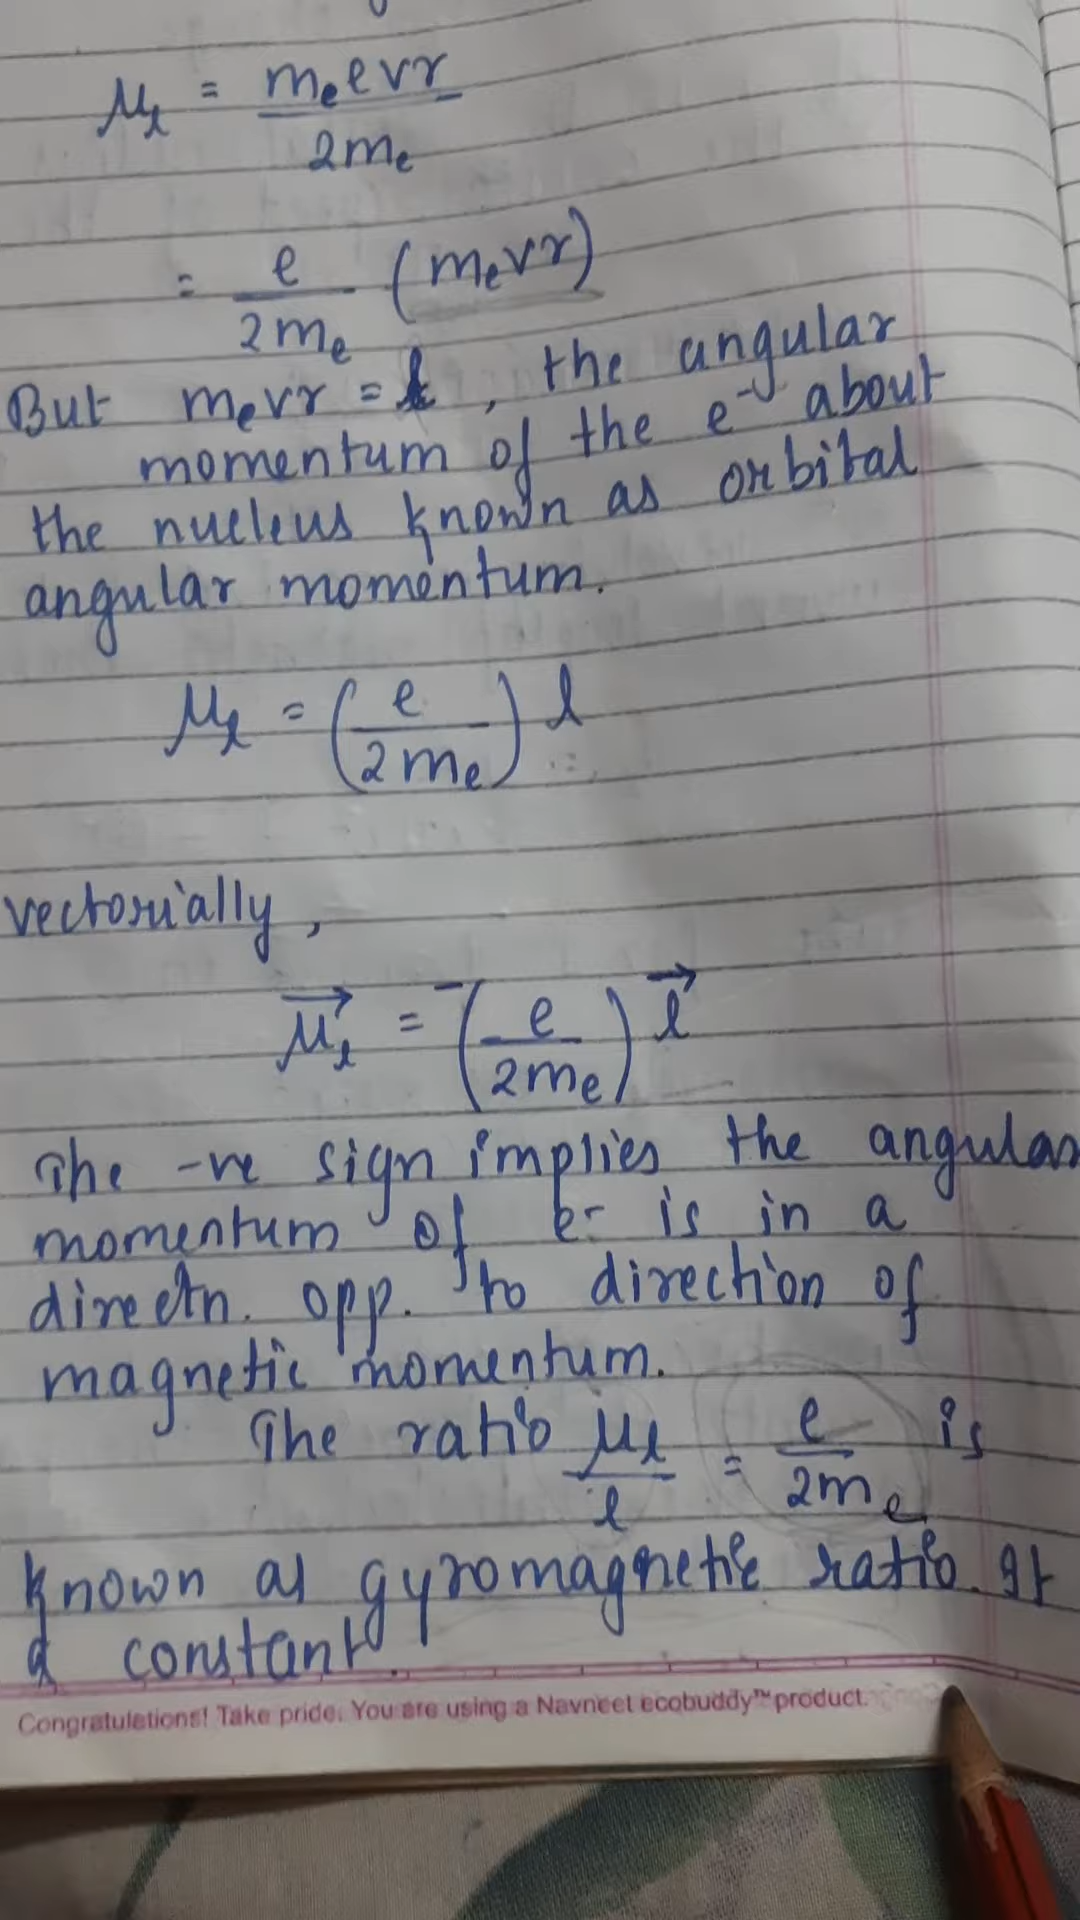 μₗ = mₑevr
2mₑ
= e (mₑvr)
2mₑ
But mₑvr = l, the angular
momentum of the e⁻ about
the nucleus known as orbital
angular momentum.
μₗ = (e/2mₑ) l
vectorially,
μₗ⃗ = -(e/2mₑ) l⃗
The -ve sign implies the angular
momentum of e⁻ is in a
directn. opp. to direction of
magnetic momentum.
The ratio μₗ/l = e/2mₑ is
known as gyromagnetic ratio. It
a constant.
Congratulations! Take pride. You are using a Navneet ecobuddy™ product.